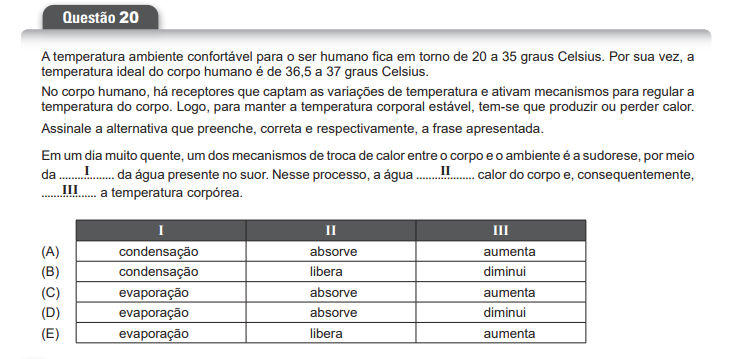 Questão 20
A temperatura ambiente confortável para o ser humano fica em torno de 20 a 35 graus Celsius. Por sua vez, a
temperatura ideal do corpo humano é de 36,5 a 37 graus Celsius.
No corpo humano, há receptores que captam as variações de temperatura e ativam mecanismos para regular a
temperatura do corpo. Logo, para manter a temperatura corporal estável, tem-se que produzir ou perder calor.
Assinale a alternativa que preenche, correta e respectivamente, a frase apresentada.
Em um dia muito quente, um dos mecanismos de troca de calor entre o corpo e o ambiente é a sudorese, por meio
da ........I........ da água presente no suor. Nesse processo, a água ........II........ calor do corpo e, consequentemente,
........III........ a temperatura corpórea.
I II III
(A) condensação absorve aumenta
(B) condensação libera diminui
(C) evaporação absorve aumenta
(D) evaporação absorve diminui
(E) evaporação libera aumenta